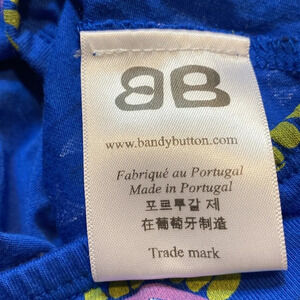 BB
www.bandybutton.com
Fabriqué au Portugal
Made in Portugal
포르투갈 제
在葡萄牙制造
Trade mark